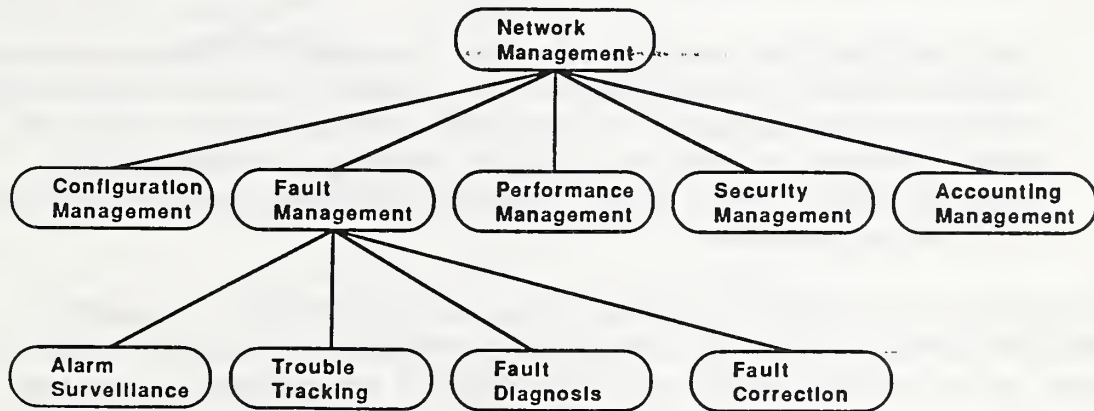 Network
Management
Configuration
Management
Fault
Management
Performance
Management
Security
Management
Accounting
Management
Alarm
Surveillance
Trouble
Tracking
Fault
Diagnosis
Fault
Correction